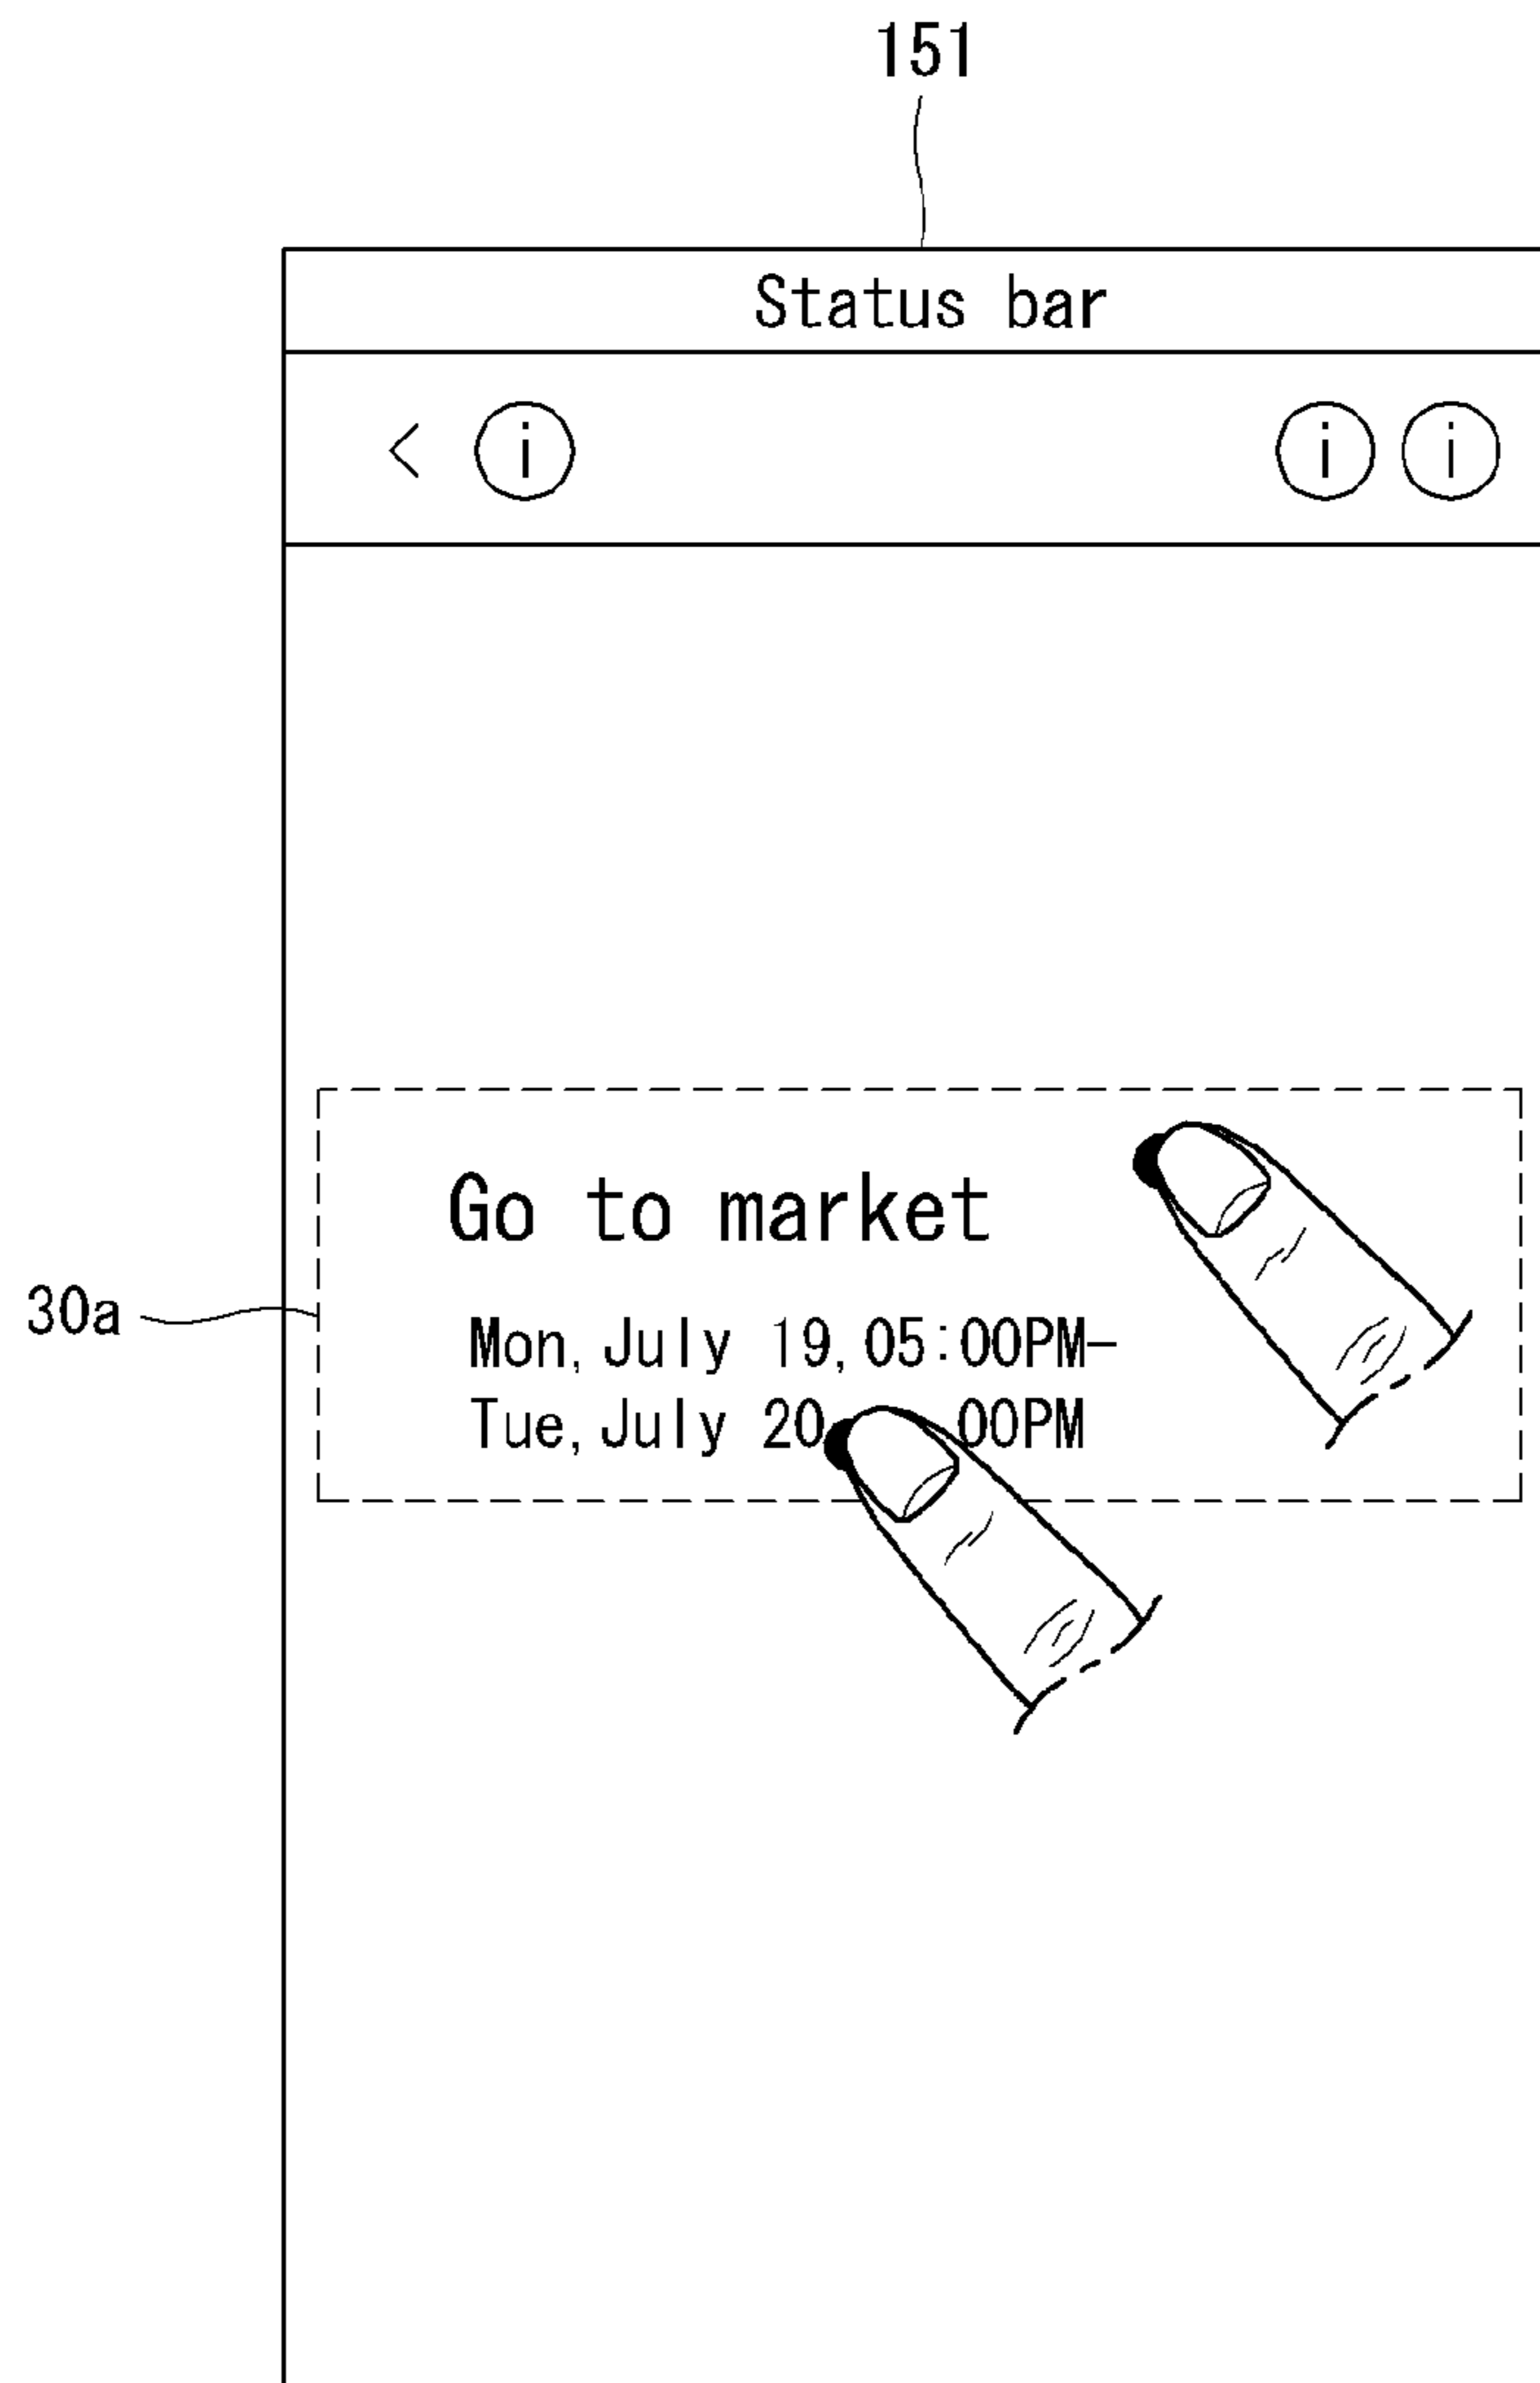 151
Status bar
< i i i
Go to market
30a
Mon, July 19, 05:00PM-
Tue, July 20, 00PM